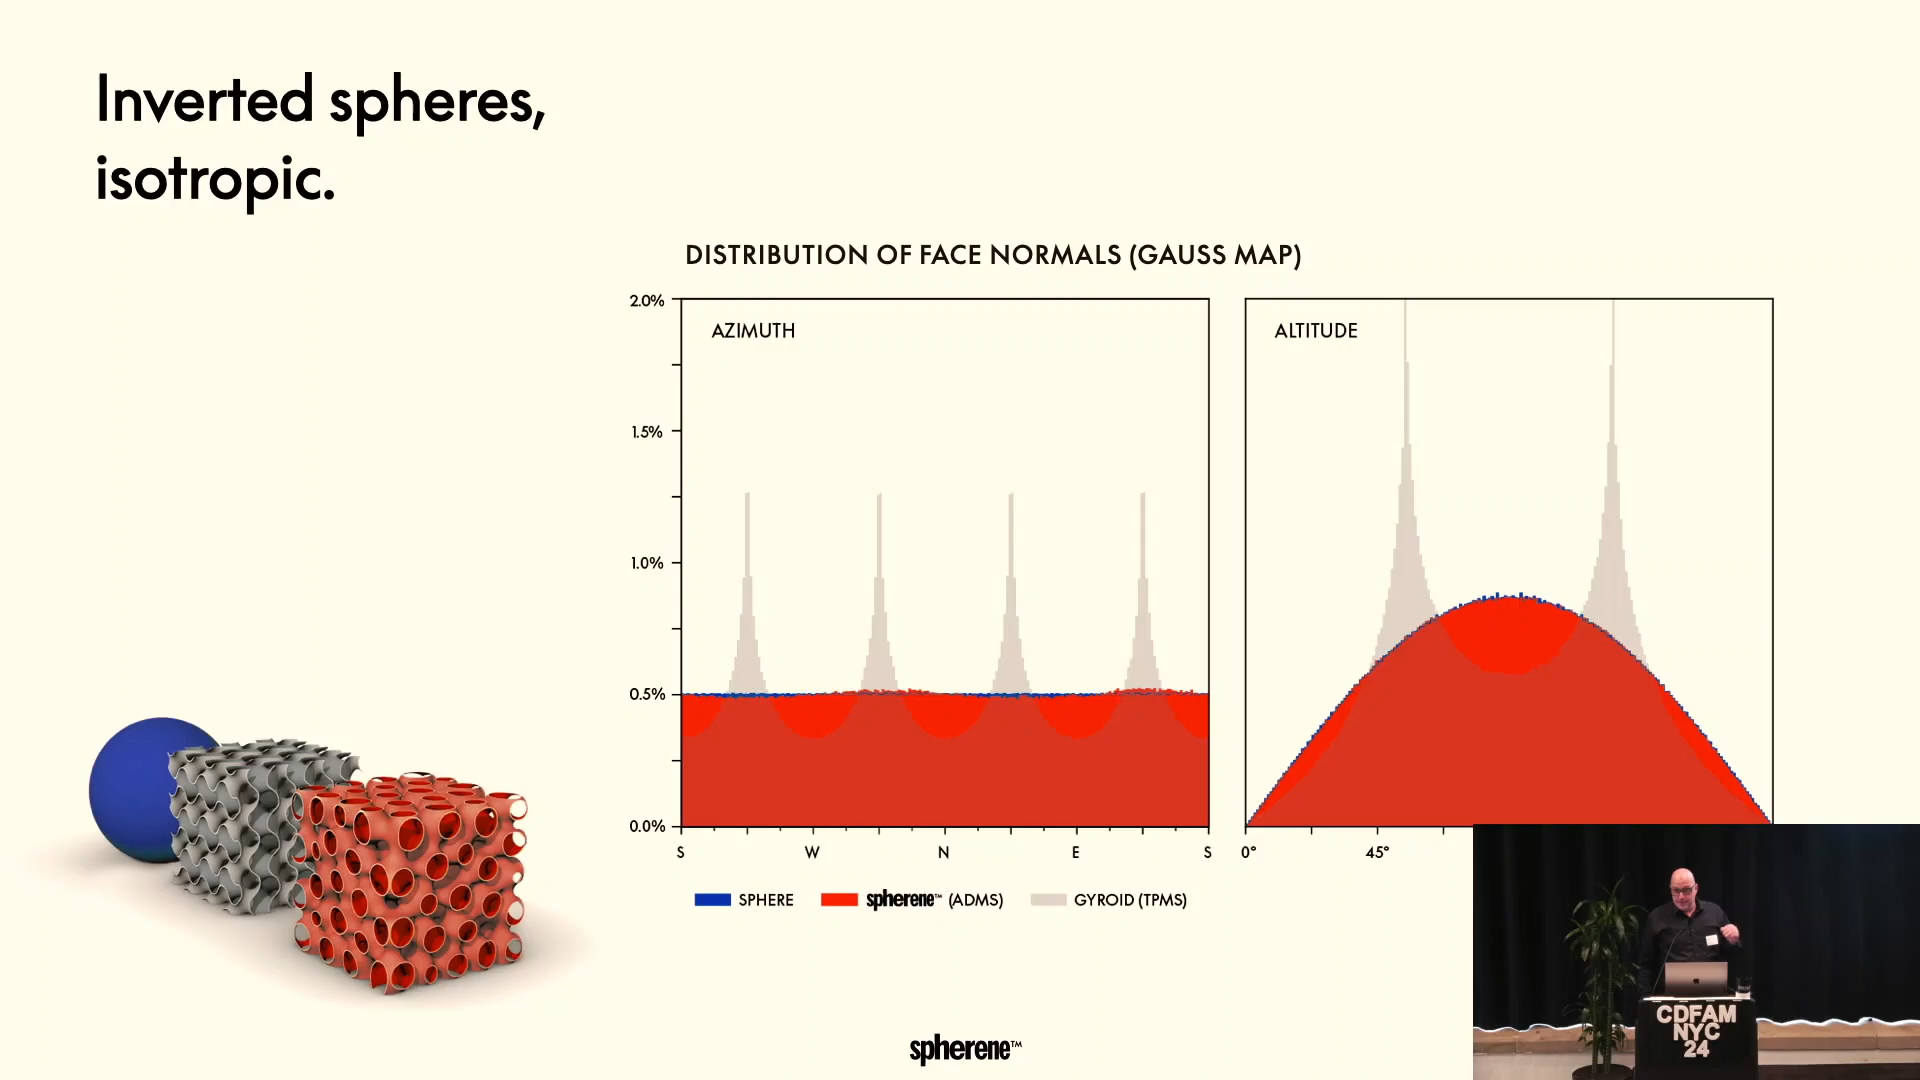 Inverted spheres,
isotropic.
DISTRIBUTION OF FACE NORMALS (GAUSS MAP)
AZIMUTH
2.0%
1.5%
1.0%
0.5%
0.0%
S W N E S
ALTITUDE
0° 45°
SPHERE spherene™ (ADMS) GYROID (TPMS)
spherene™
CDFAM
NYC
24